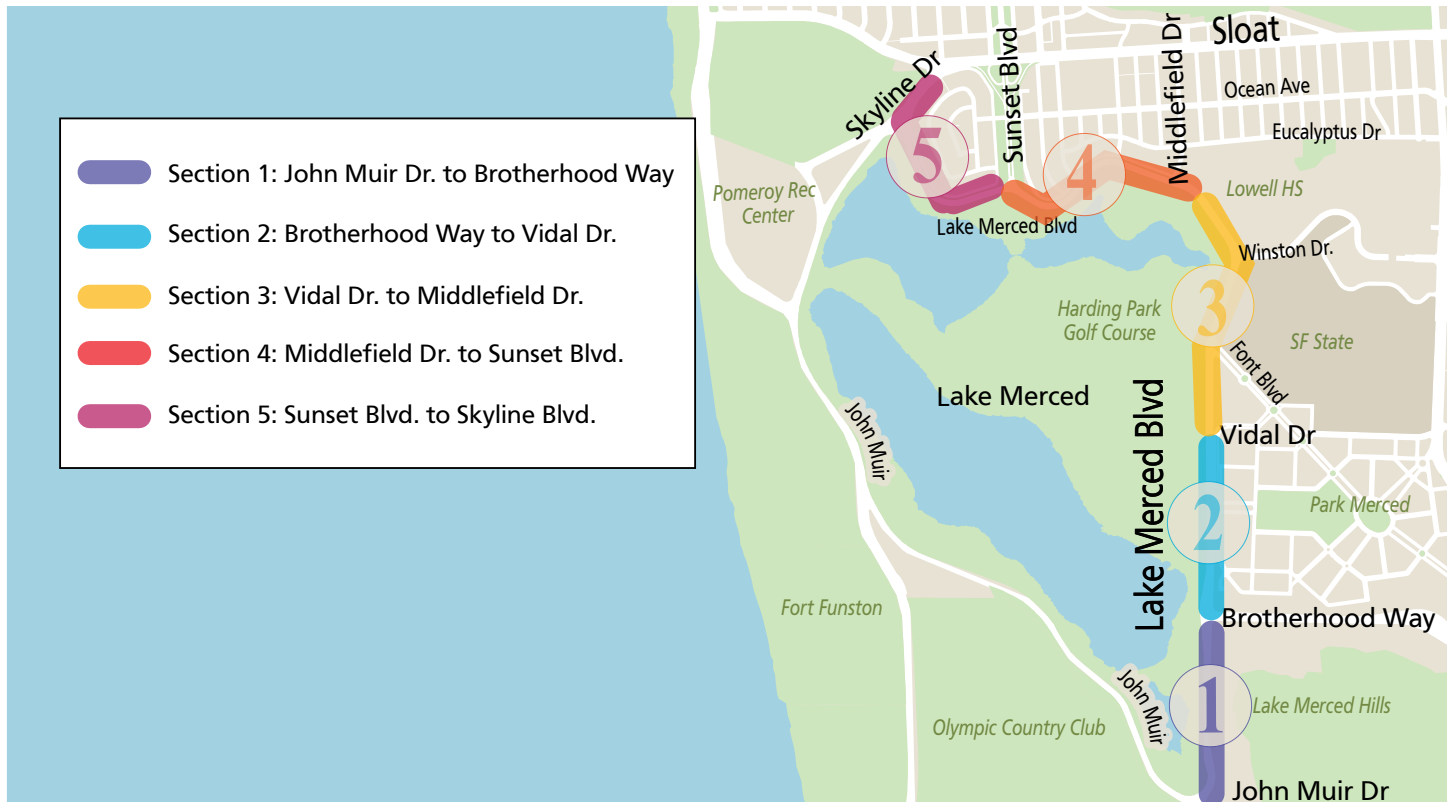 Section 1: John Muir Dr. to Brotherhood Way
Section 2: Brotherhood Way to Vidal Dr.
Section 3: Vidal Dr. to Middlefield Dr.
Section 4: Middlefield Dr. to Sunset Blvd.
Section 5: Sunset Blvd. to Skyline Blvd.
Sloat
Middlefield Dr
Sunset Blvd
Skyline Dr
Ocean Ave
Eucalyptus Dr
5
4
Pomeroy Rec
Center
Lowell HS
Lake Merced Blvd
Winston Dr.
3
Harding Park
Golf Course
SF State
Font Blvd
Lake Merced
John Muir
Lake Merced Blvd
Vidal Dr
Park Merced
2
Fort Funston
Brotherhood Way
John Muir
1
Lake Merced Hills
Olympic Country Club
John Muir Dr